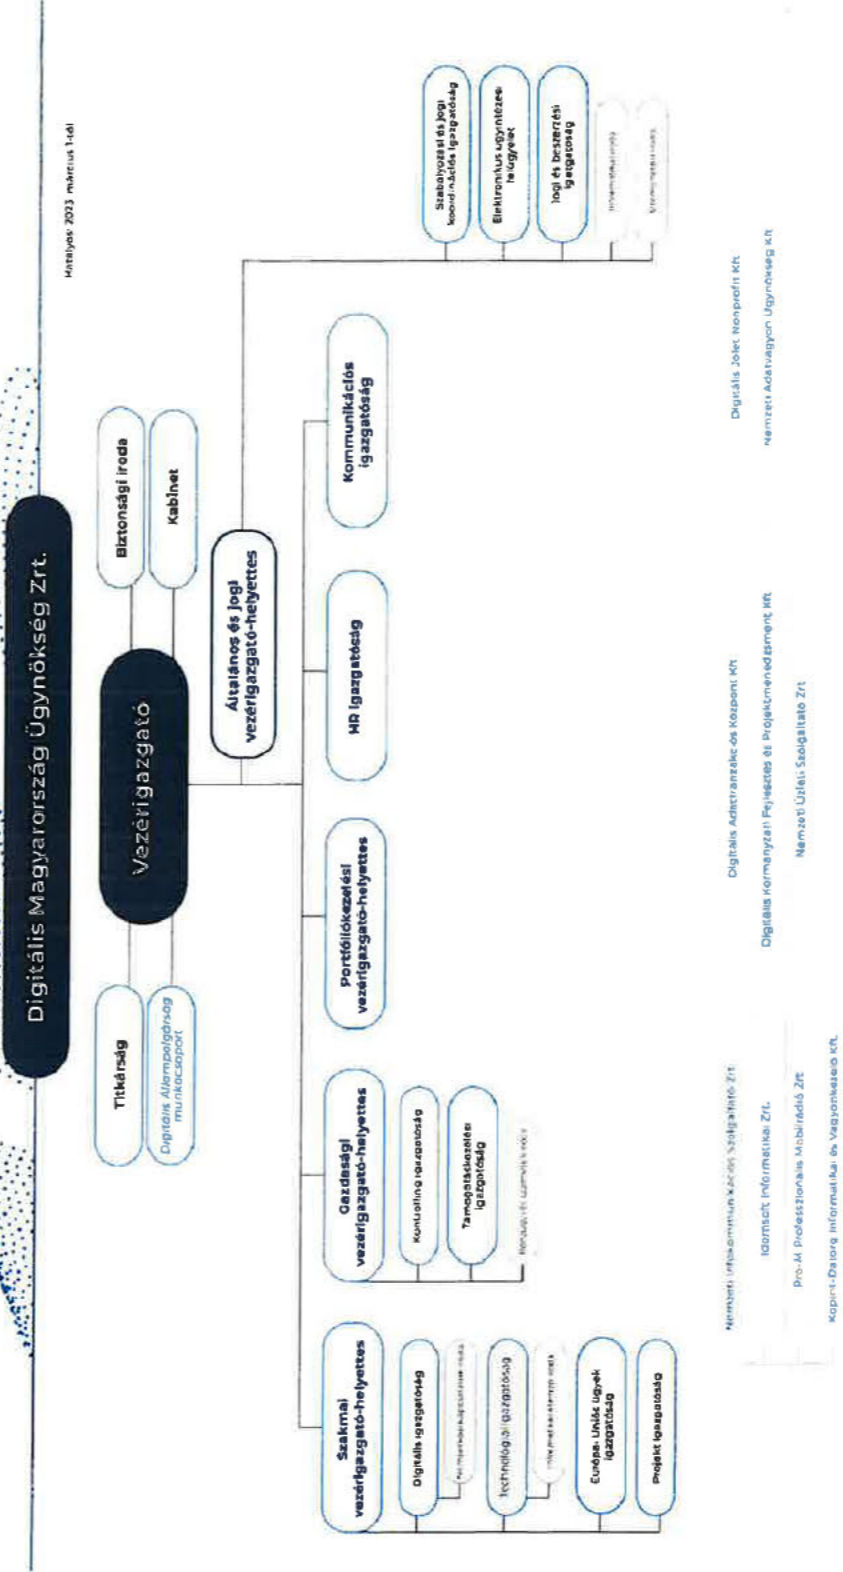 Digitális Magyarország Ügynökség Zrt.
Hatályos: 2023 március 1-től
Titkárság
Digitális Állampolgárság
munkacsoport
Vezérigazgató
Biztonsági iroda
Kabinet
Általános és jogi
vezérigazgató-helyettes
Szabályozási és jogi
koordinációs igazgatóság
Elektronikus ügyintézési
felügyelet
Jogi és beszerzési
igazgatóság
Szakmai
vezérigazgató-helyettes
Digitális igazgatóság
Technológiai igazgatóság
Európai Uniós ügyek
igazgatóság
Projekt igazgatóság
Gazdasági
vezérigazgató-helyettes
Kontrolling igazgatóság
Támogatáskezelési
igazgatóság
Portfóliókezelési
vezérigazgató-helyettes
HR igazgatóság
Kommunikációs
igazgatóság
Nemzeti Infokommunikációs Szolgáltató Zrt.
Idomsoft Informatikai Zrt.
Pro-M Professzionális Mobilrádió Zrt
Kopint-Datorg Informatikai és Vagyonkezelő Kft.
Digitális Adattranzakciós Központ Kft
Digitális Kormányzati Fejlesztés és Projektmenedzsment Kft
Nemzeti Üzleti Szolgáltató Zrt
Digitális Jólét Nonprofit Kft
Nemzeti Adatvagyon Ügynökség Kft